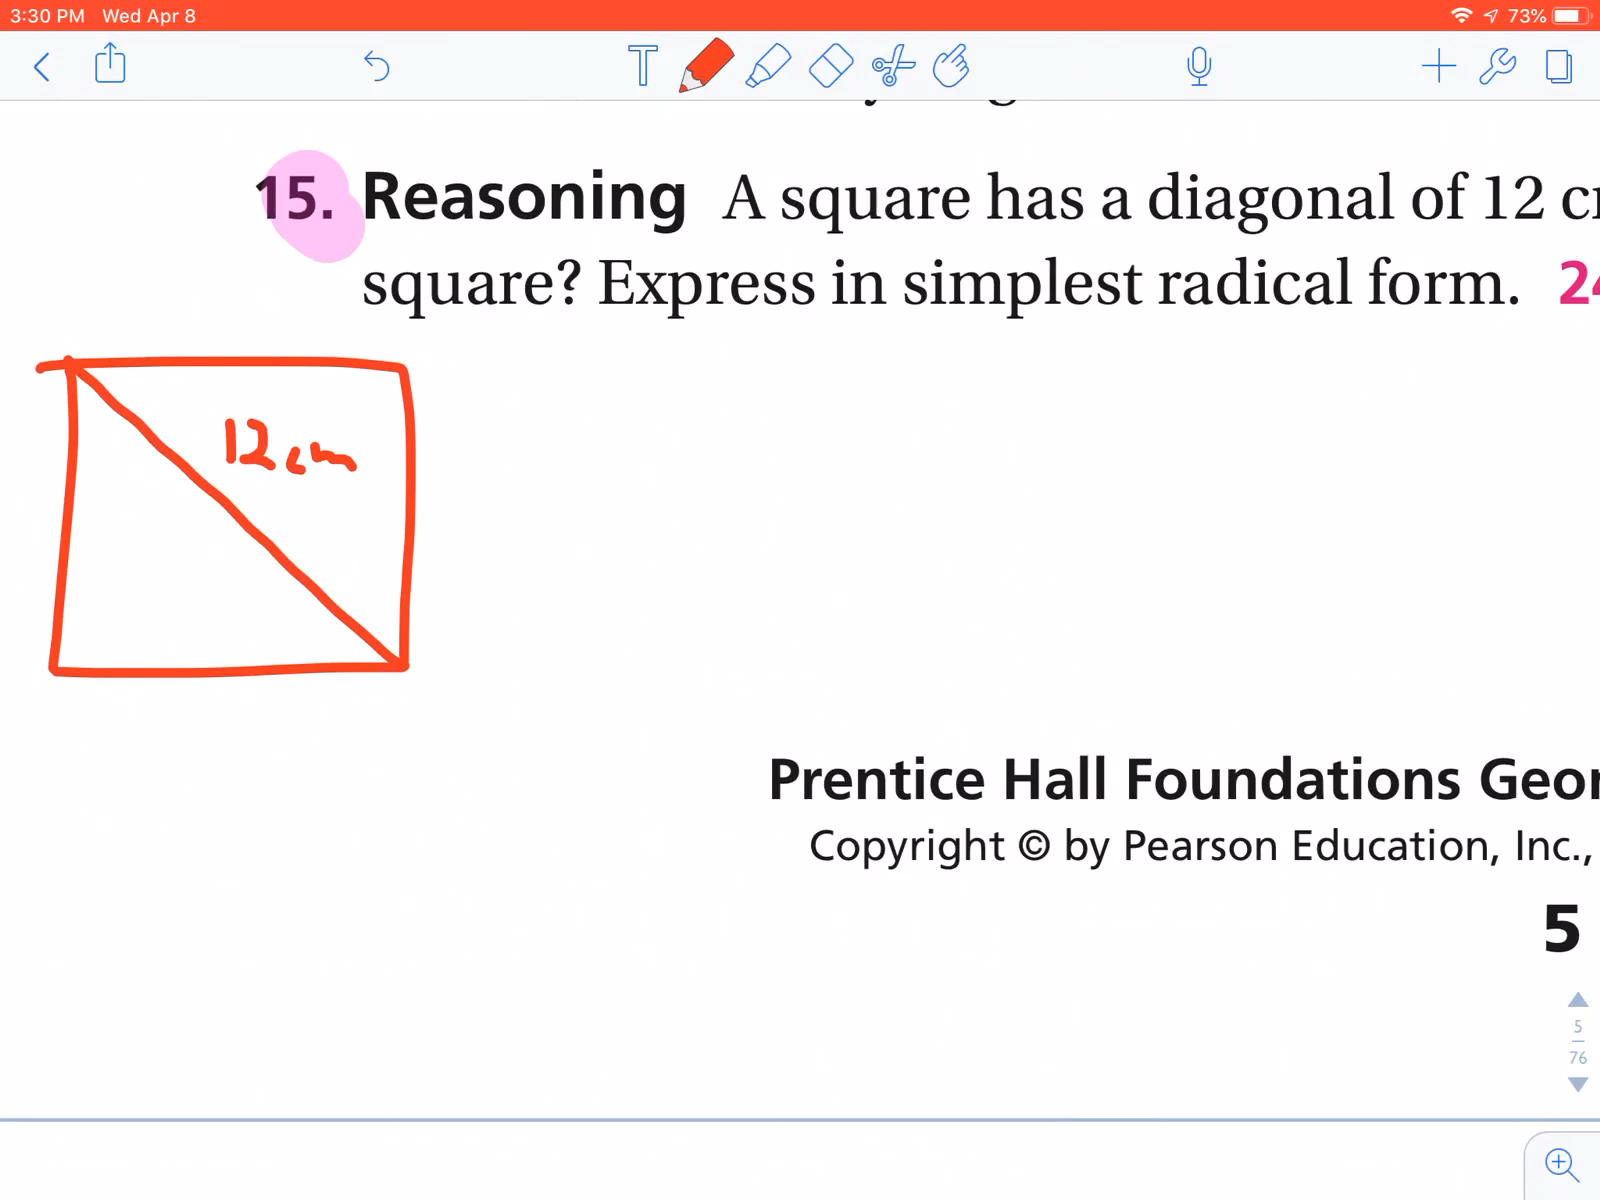 3:30 PM Wed Apr 8
73%
T
15. Reasoning A square has a diagonal of 12
square? Express in simplest radical form.
12cm
Prentice Hall Foundations
Copyright © by Pearson Education, Inc.,
5
5
76